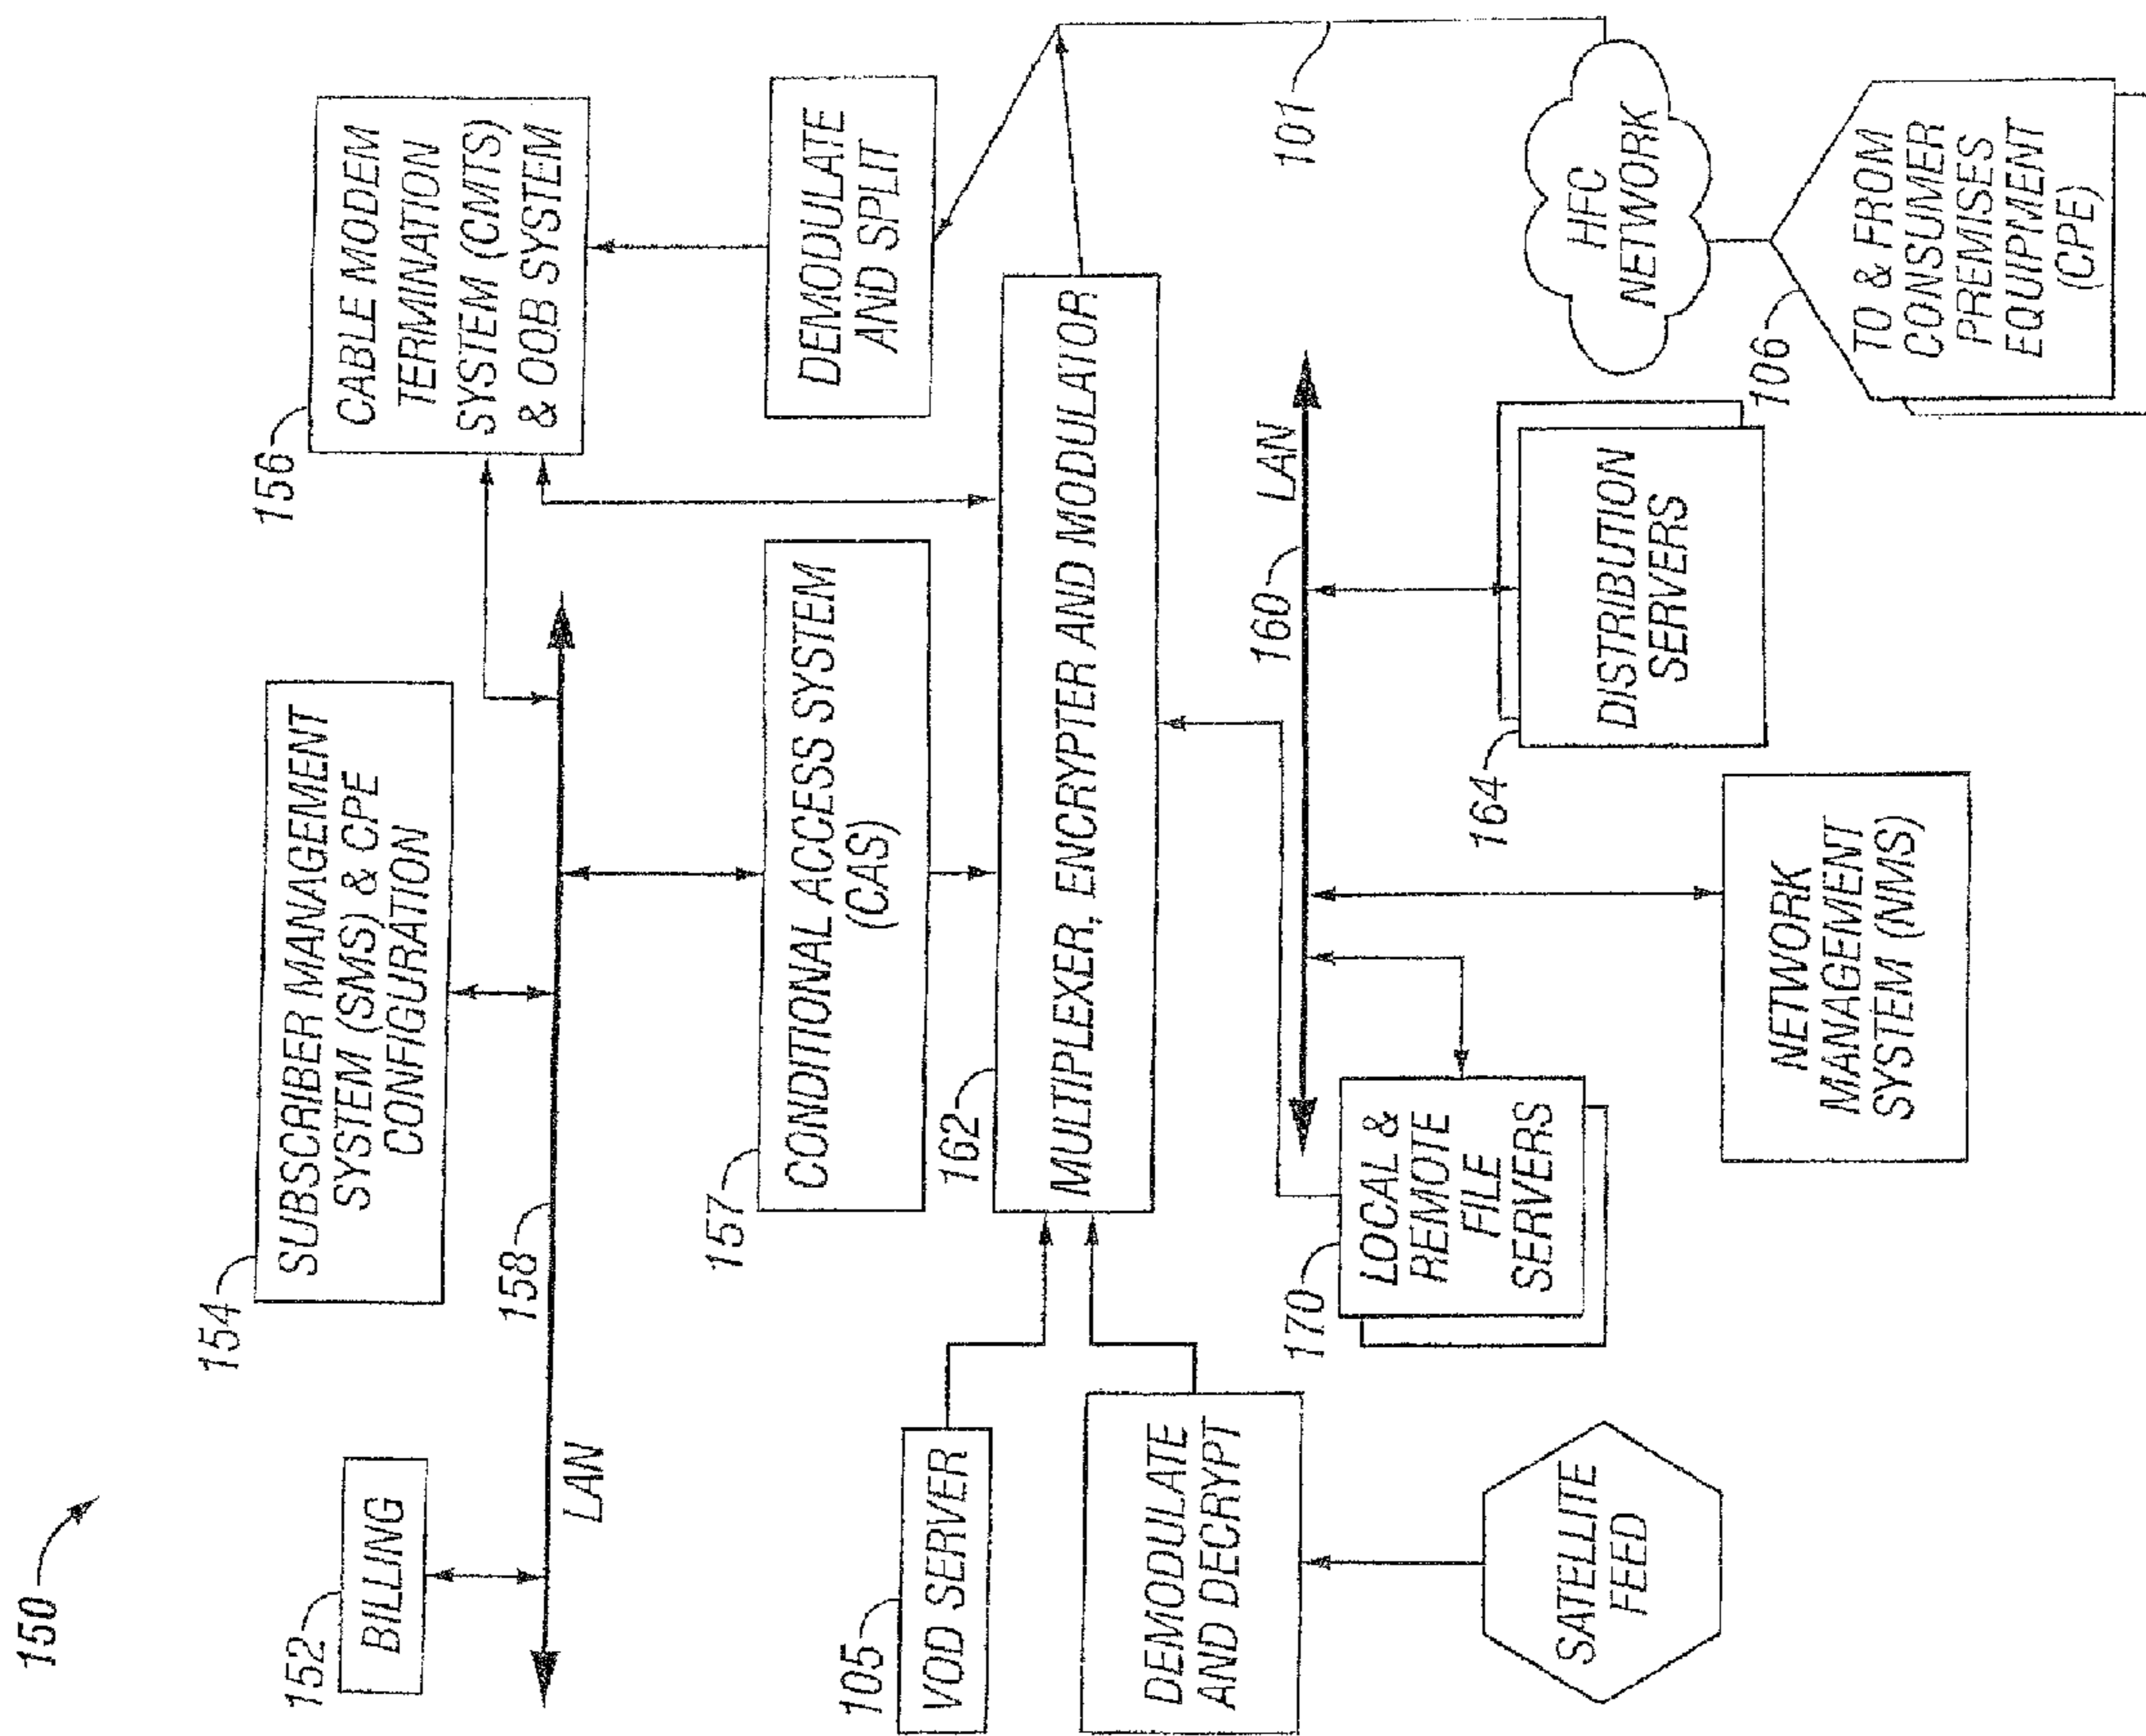 150
152
BILLING
154
SUBSCRIBER MANAGEMENT
SYSTEM (SMS) & CPE
CONFIGURATION
156
CABLE MODEM
TERMINATION
SYSTEM (CMTS)
& OOB SYSTEM
158
LAN
157
CONDITIONAL ACCESS SYSTEM
(CAS)
DEMODULATE
AND SPLIT
105
VOD SERVER
162
MULTIPLEXER, ENCRYPTER AND MODULATOR
DEMODULATE
AND DECRYPT
160
LAN
101
170
LOCAL &
REMOTE
FILE
SERVERS
164
DISTRIBUTION
SERVERS
HFC
NETWORK
SATELLITE
FEED
NETWORK
MANAGEMENT
SYSTEM (NMS)
106
TO & FROM
CONSUMER
PREMISES
EQUIPMENT
(CPE)